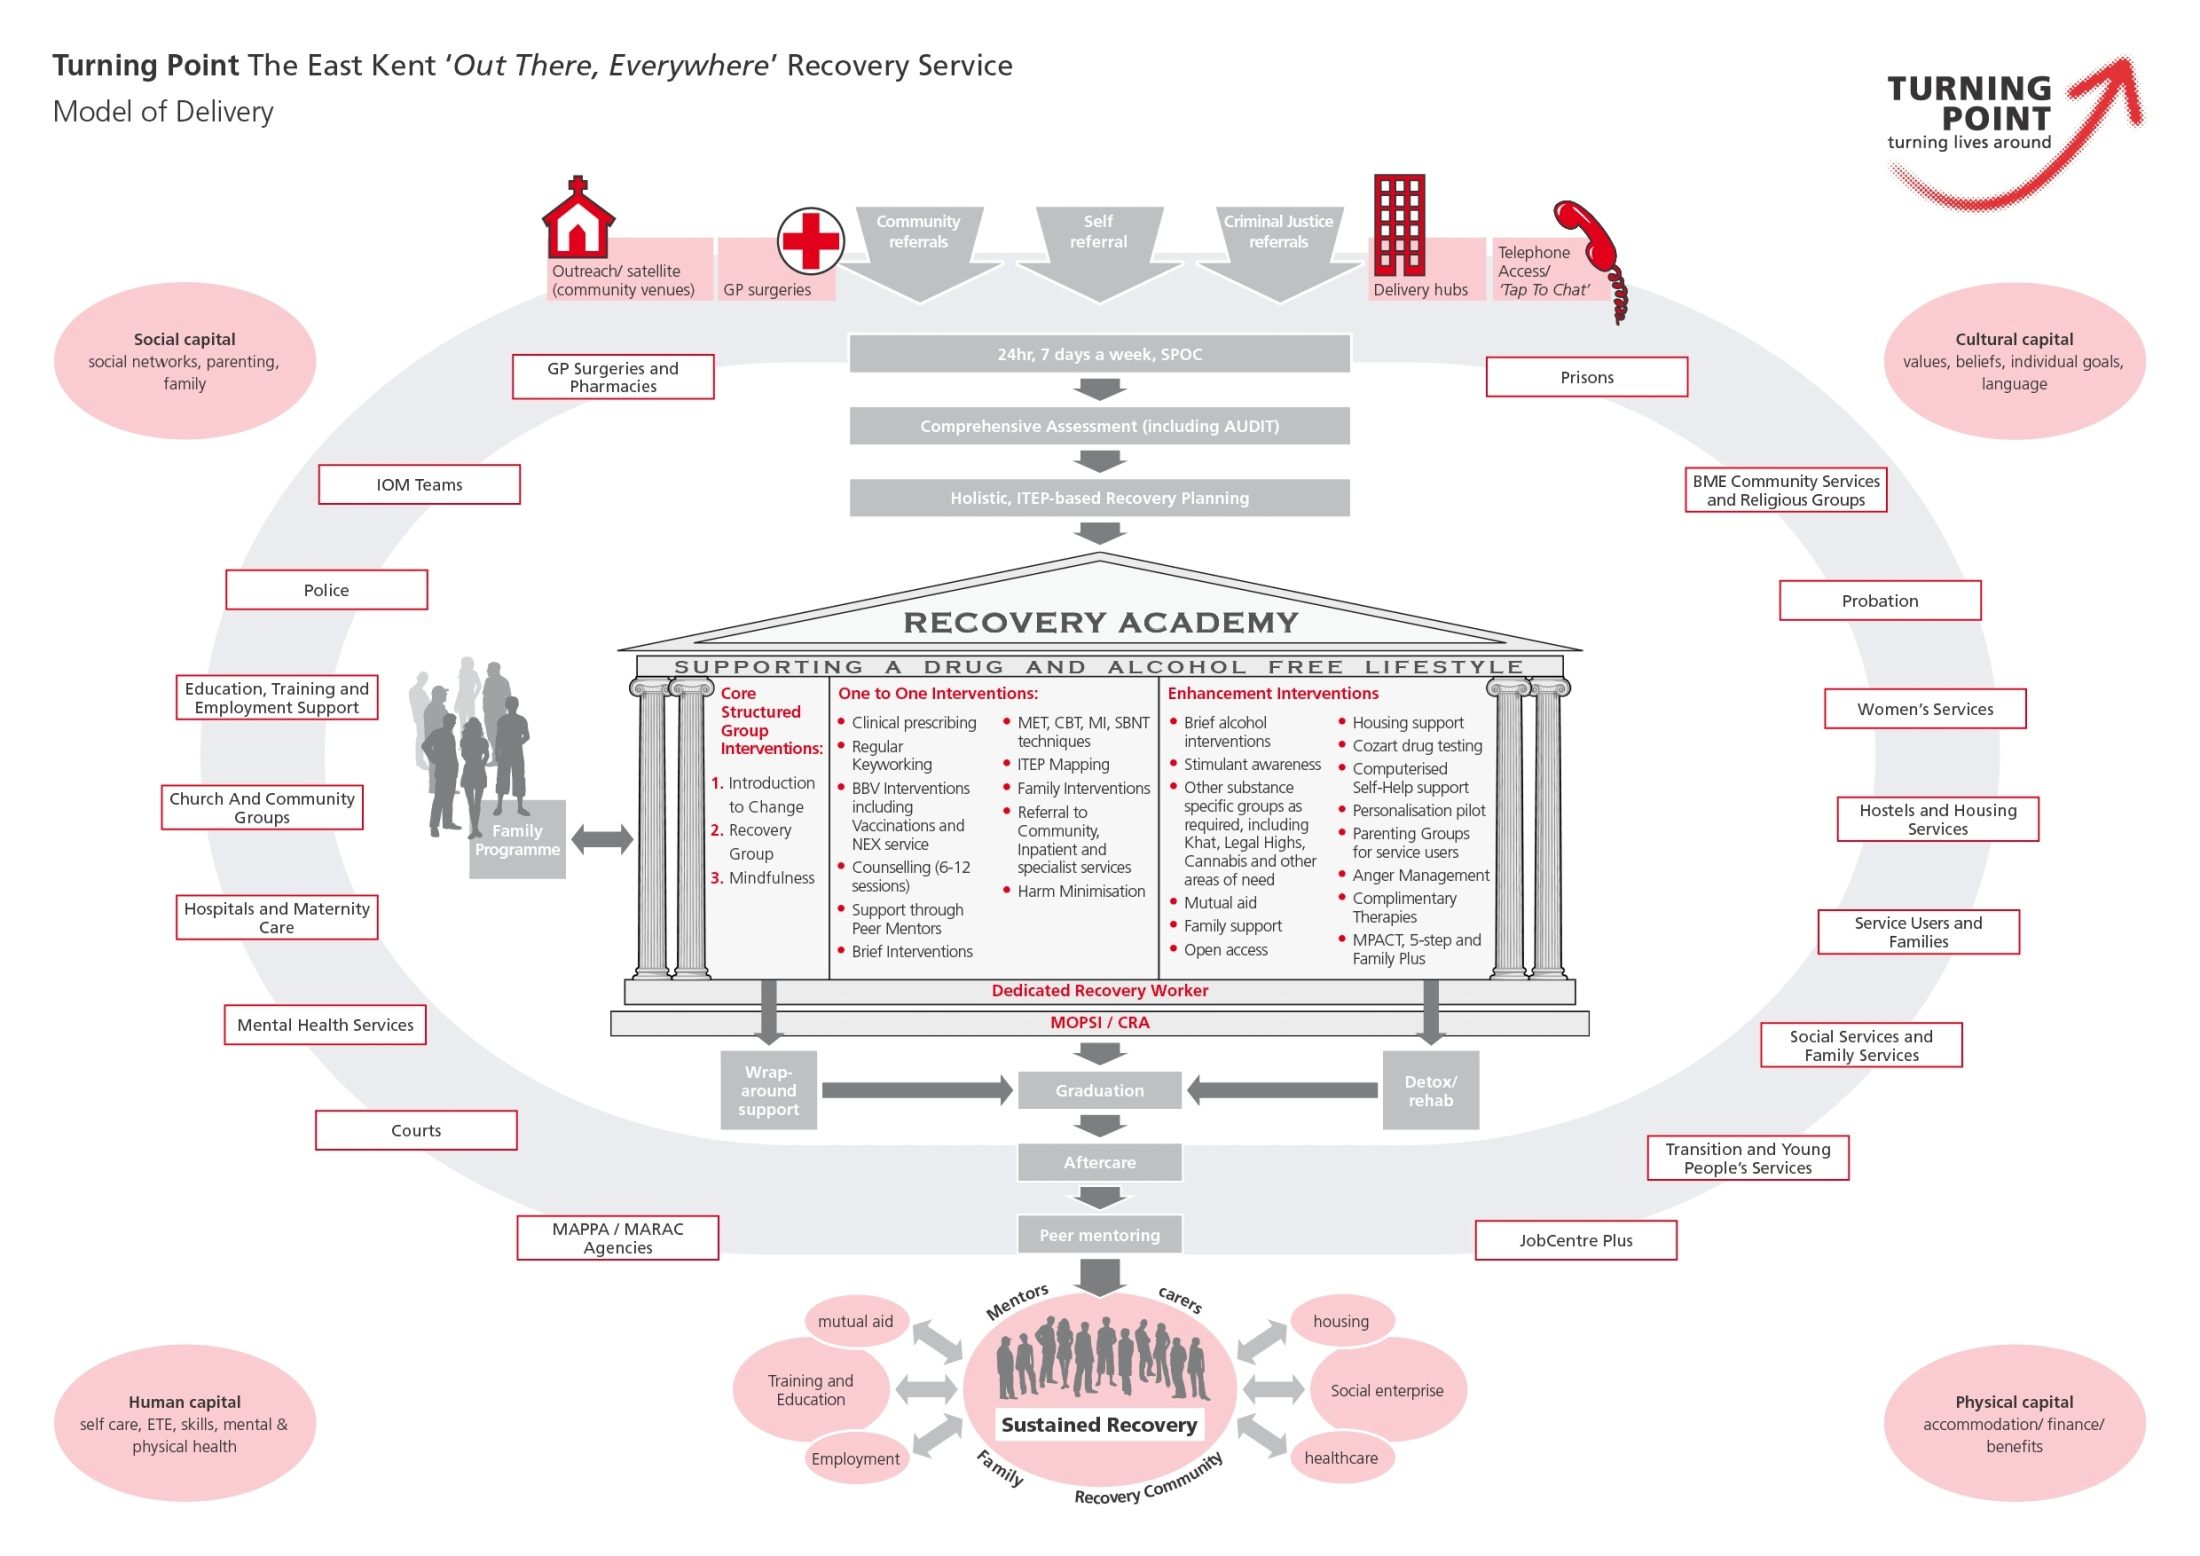 Turning Point The East Kent ‘Out There, Everywhere’ Recovery Service
Model of Delivery
TURNING
POINT
turning lives around
Outreach/ satellite
(community venues)
GP surgeries
Community
referrals
Self
referral
Criminal Justice
referrals
Delivery hubs
Telephone
Access/
‘Tap To Chat’
Social capital
social networks, parenting,
family
Cultural capital
values, beliefs, individual goals,
language
24hr, 7 days a week, SPOC
Comprehensive Assessment (including AUDIT)
Holistic, ITEP-based Recovery Planning
GP Surgeries and
Pharmacies
IOM Teams
Police
Education, Training and
Employment Support
Church And Community
Groups
Hospitals and Maternity
Care
Mental Health Services
Courts
MAPPA / MARAC
Agencies
Prisons
BME Community Services
and Religious Groups
Probation
Women’s Services
Hostels and Housing
Services
Service Users and
Families
Social Services and
Family Services
Transition and Young
People’s Services
JobCentre Plus
Family
Programme
RECOVERY ACADEMY
SUPPORTING A DRUG AND ALCOHOL FREE LIFESTYLE
Core
Structured
Group
Interventions:
1. Introduction
to Change
2. Recovery
Group
3. Mindfulness
One to One Interventions:
• Clinical prescribing
• Regular
Keyworking
• BBV Interventions
including
Vaccinations and
NEX service
• Counselling (6-12
sessions)
• Support through
Peer Mentors
• Brief Interventions
• MET, CBT, MI, SBNT
techniques
• ITEP Mapping
• Family Interventions
• Referral to
Community,
Inpatient and
specialist services
• Harm Minimisation
Enhancement Interventions
• Brief alcohol
interventions
• Stimulant awareness
• Other substance
specific groups as
required, including
Khat, Legal Highs,
Cannabis and other
areas of need
• Mutual aid
• Family support
• Open access
• Housing support
• Cozart drug testing
• Computerised
Self-Help support
• Personalisation pilot
• Parenting Groups
for service users
• Anger Management
• Complimentary
Therapies
• MPACT, 5-step and
Family Plus
Dedicated Recovery Worker
MOPSI / CRA
Wrap-
around
support
Graduation
Detox/
rehab
Aftercare
Peer mentoring
Mentors
carers
mutual aid
Training and
Education
Employment
Sustained Recovery
Family
Recovery Community
housing
Social enterprise
healthcare
Human capital
self care, ETE, skills, mental &
physical health
Physical capital
accommodation/ finance/
benefits